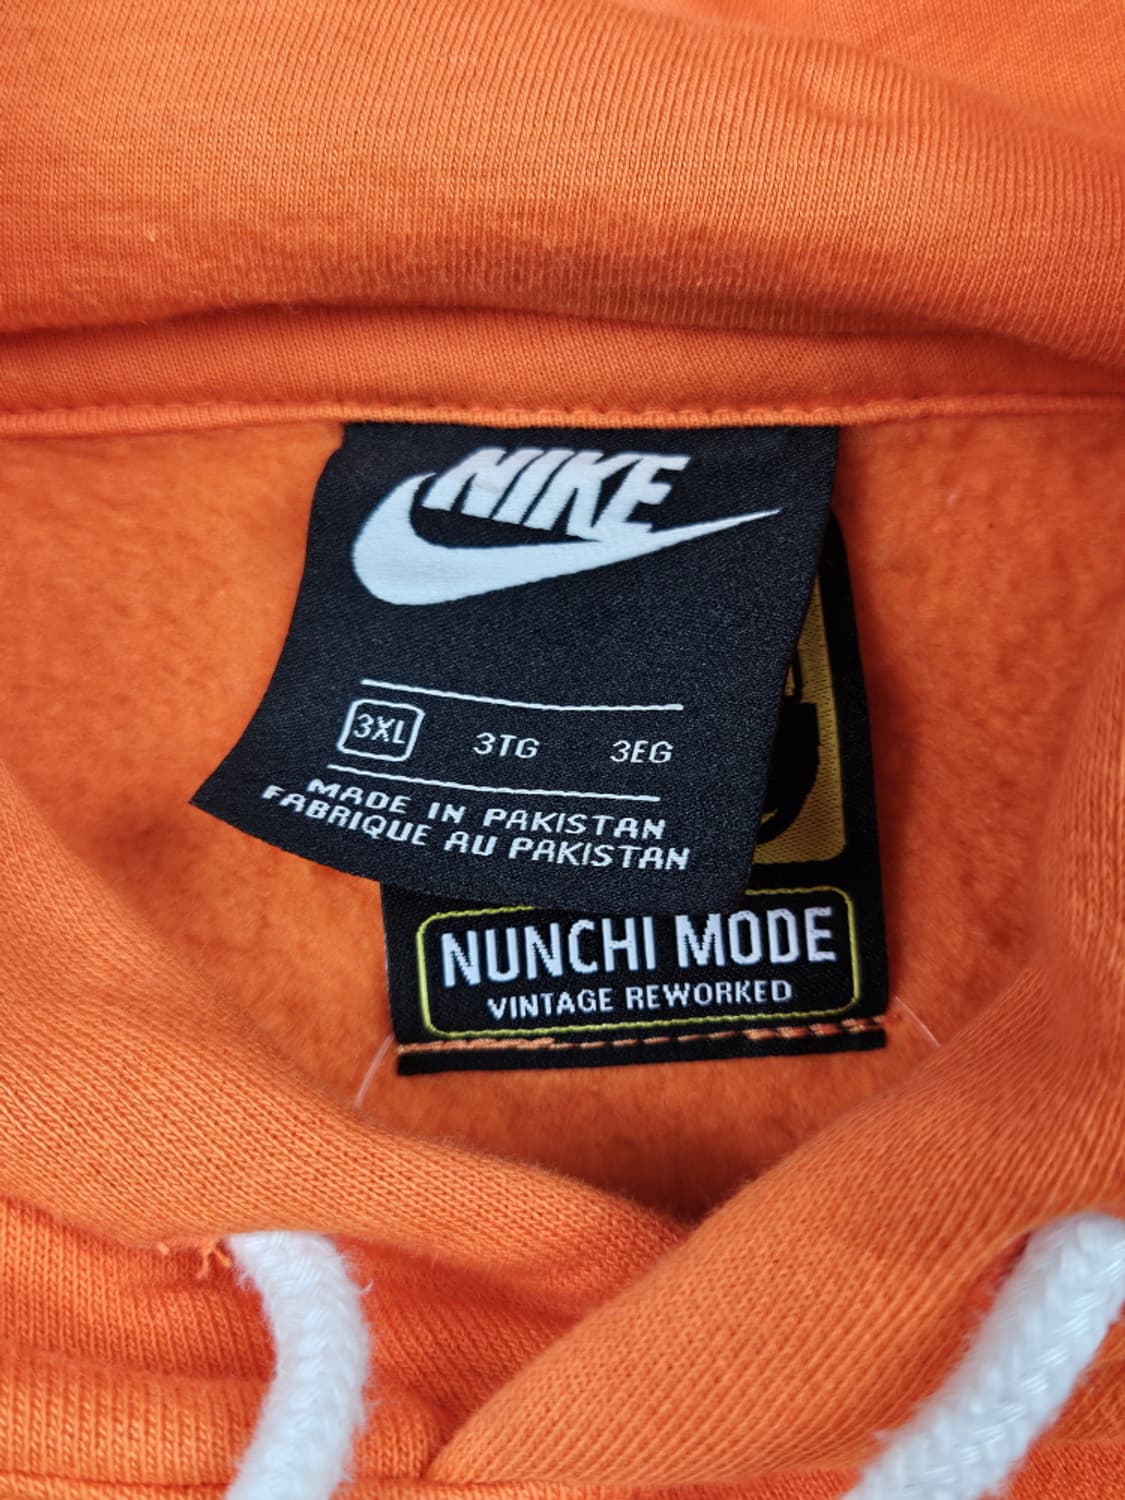 NIKE
3XL 3TG 3EG
MADE IN PAKISTAN
FABRIQUE AU PAKISTAN
NUNCHI MODE
VINTAGE REWORKED